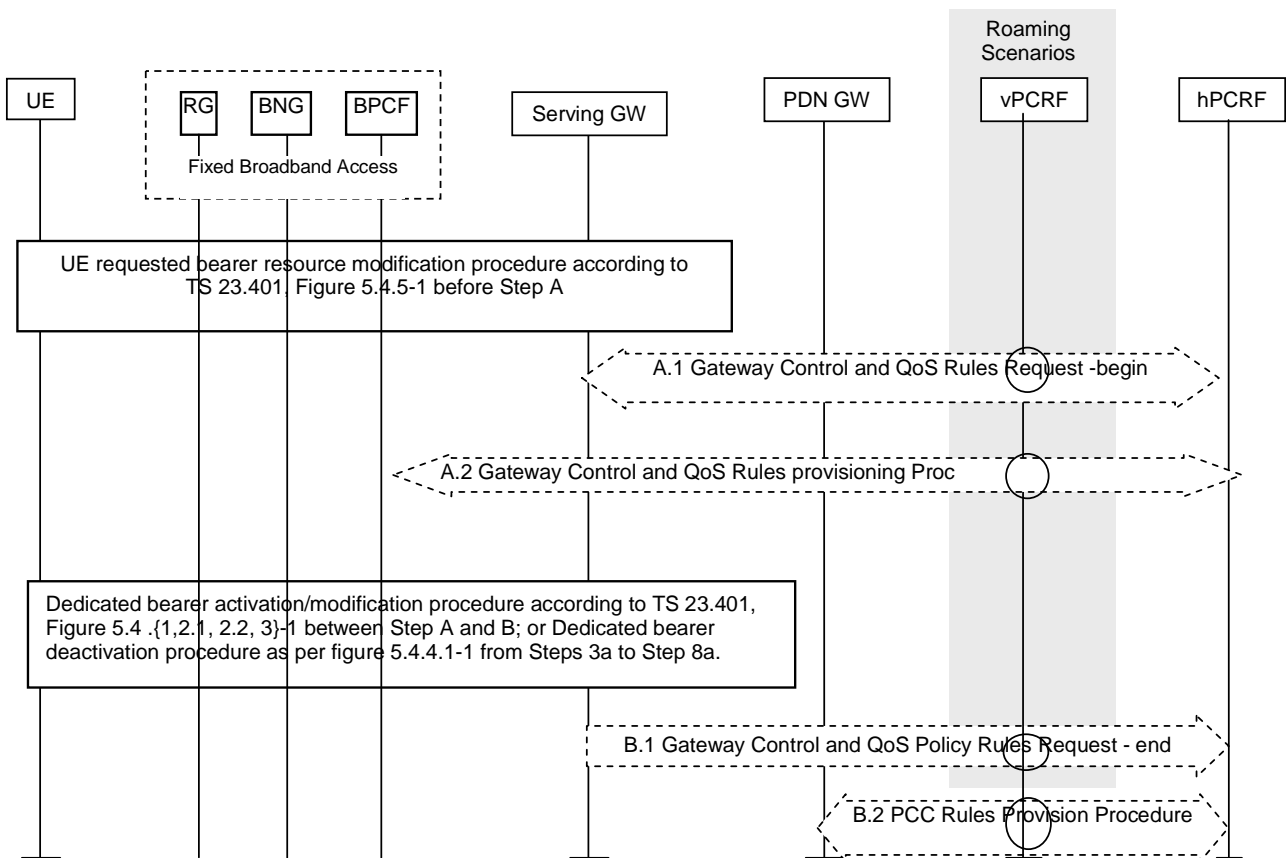 Roaming
Scenarios
UE
RG
BNG
BPCF
Serving GW
PDN GW
vPCRF
hPCRF
Fixed Broadband Access
UE requested bearer resource modification procedure according to
TS 23.401, Figure 5.4.5-1 before Step A
A.1 Gateway Control and QoS Rules Request -begin
A.2 Gateway Control and QoS Rules provisioning Proc
Dedicated bearer activation/modification procedure according to TS 23.401,
Figure 5.4 .{1,2.1, 2.2, 3}-1 between Step A and B; or Dedicated bearer
deactivation procedure as per figure 5.4.4.1-1 from Steps 3a to Step 8a.
B.1 Gateway Control and QoS Policy Rules Request - end
B.2 PCC Rules Provision Procedure